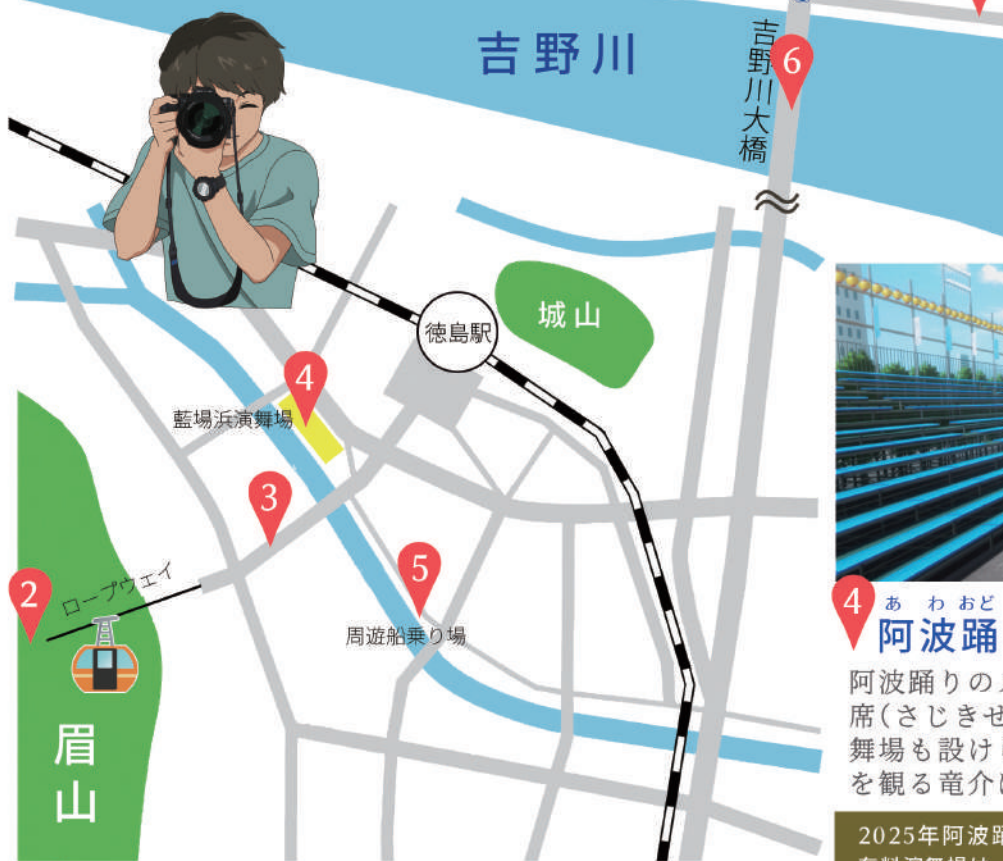 吉野川
吉野川大橋
6
徳島駅
城山
4
藍場浜演舞場
3
5
周遊船乗り場
2
ロープウェイ
眉山
4
あ わ おど
阿波踊
阿波踊りの
席(さじきせ
舞場も設け
を観る竜介
2025年阿波踊